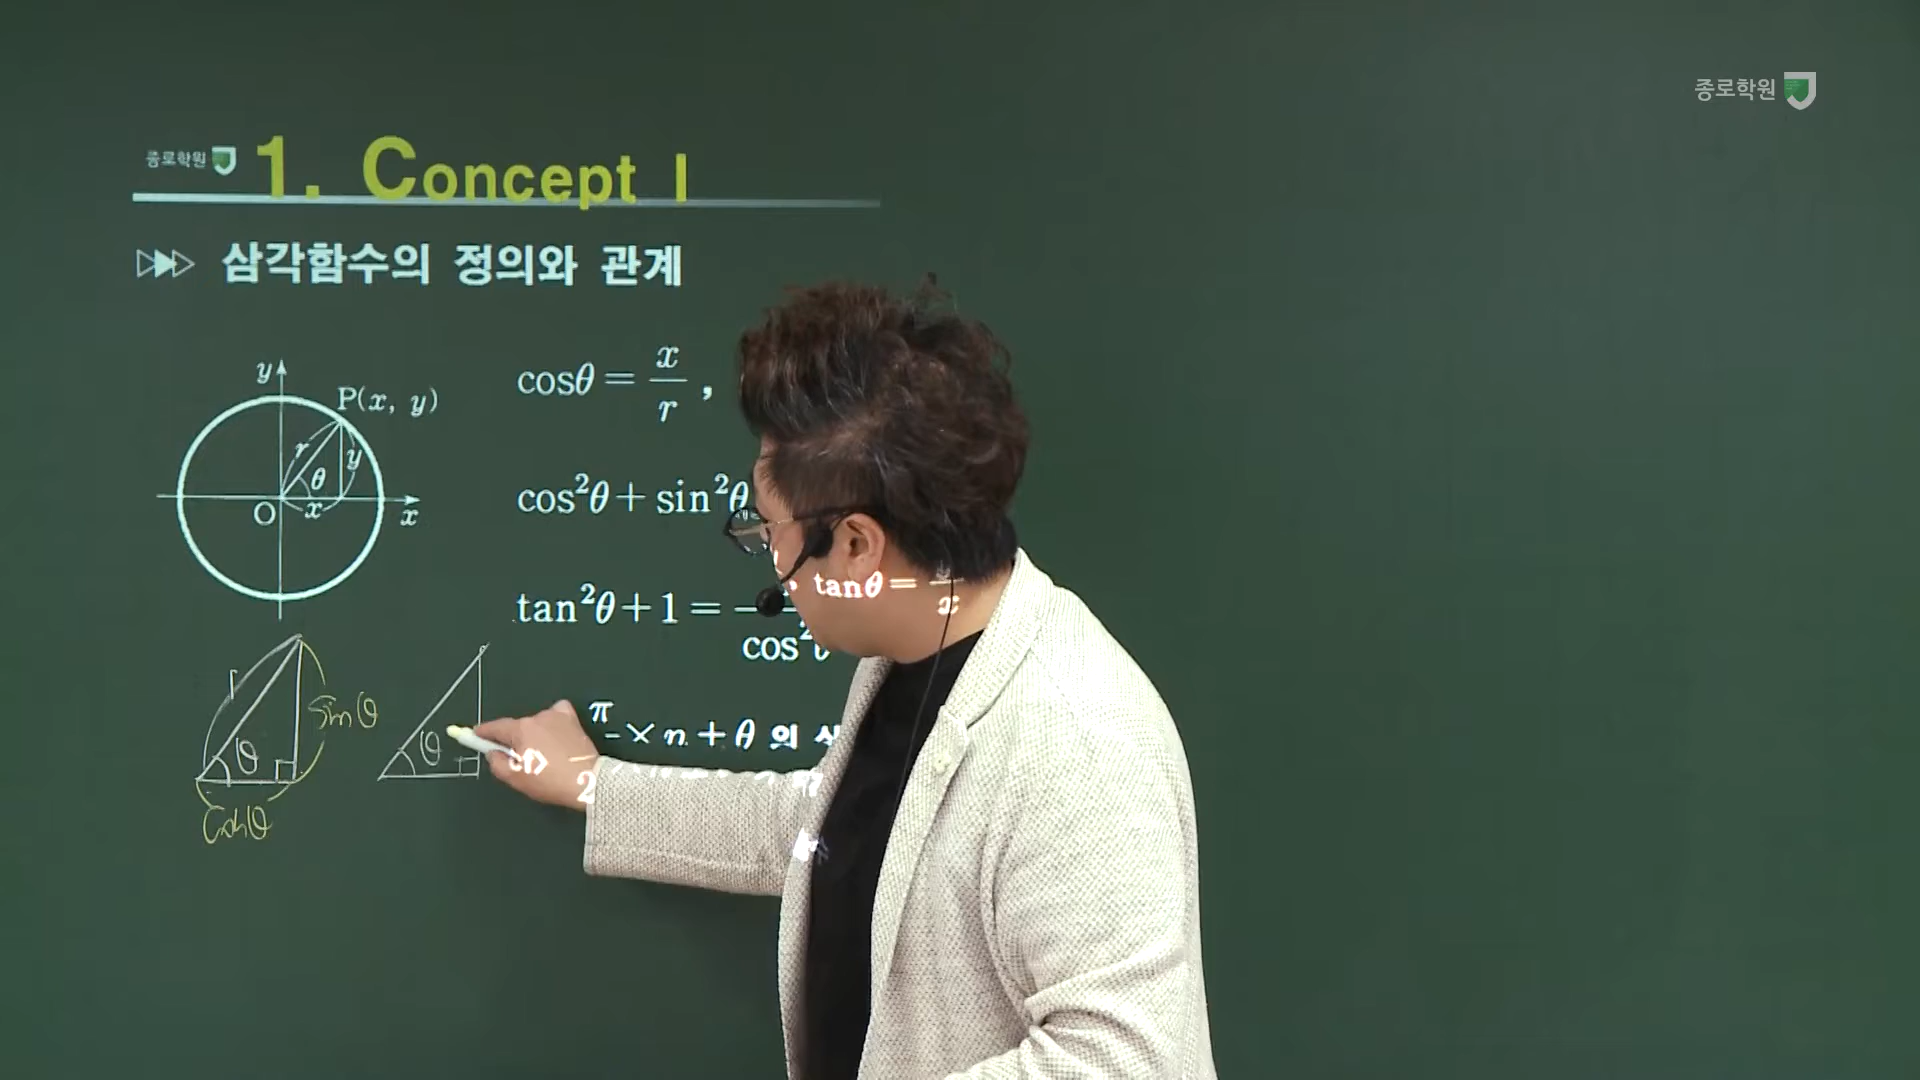 종로학원
종로학원
1. Concept I
삼각함수의 정의와 관계
y
P(x, y)
r
y
θ
O
x
x
cosθ = x/r ,
cos²θ + sin²θ
tanθ = x
tan²θ + 1 =
cos²θ
cf> π/2 × n + θ 의
r
θ
sinθ
cosθ
θ